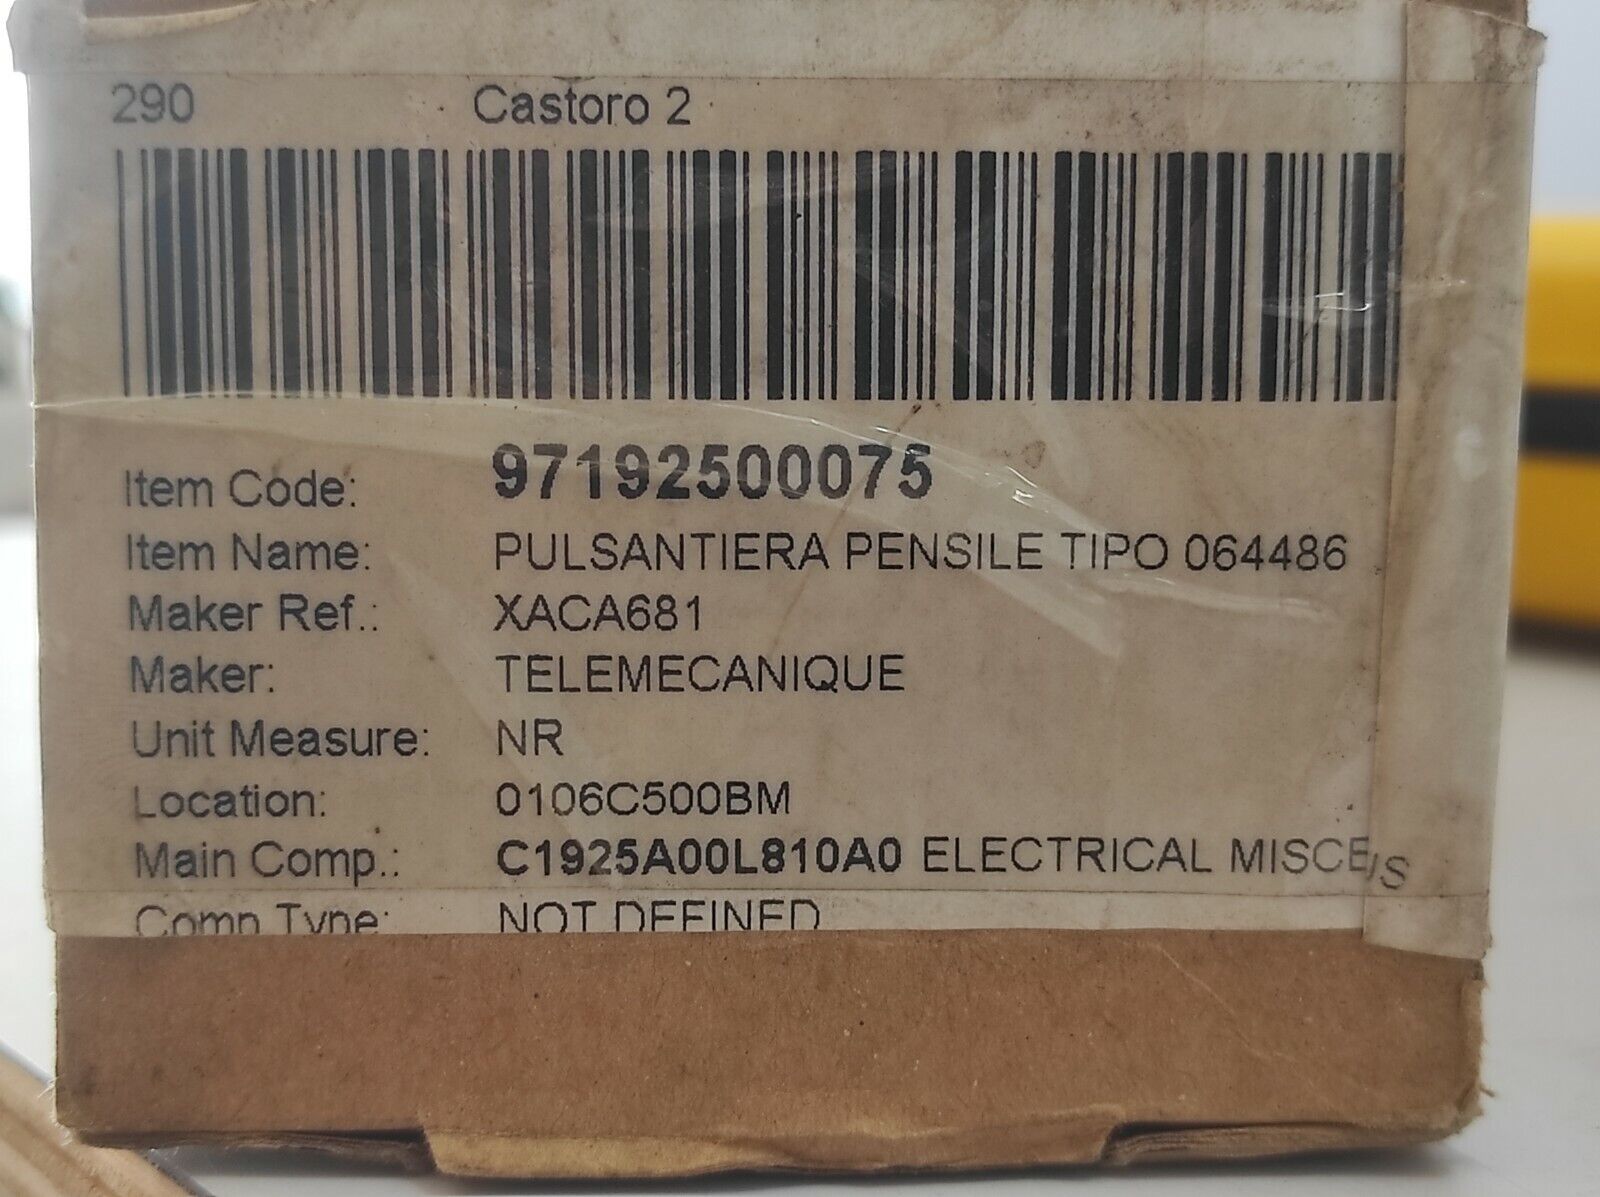 290 Castoro 2
Item Code: 97192500075
Item Name: PULSANTIERA PENSILE TIPO 064486
Maker Ref.: XACA681
Maker: TELEMECANIQUE
Unit Measure: NR
Location: 0106C500BM
Main Comp.: C1925A00L810A0 ELECTRICAL
Comp Type: NOT DEFINED